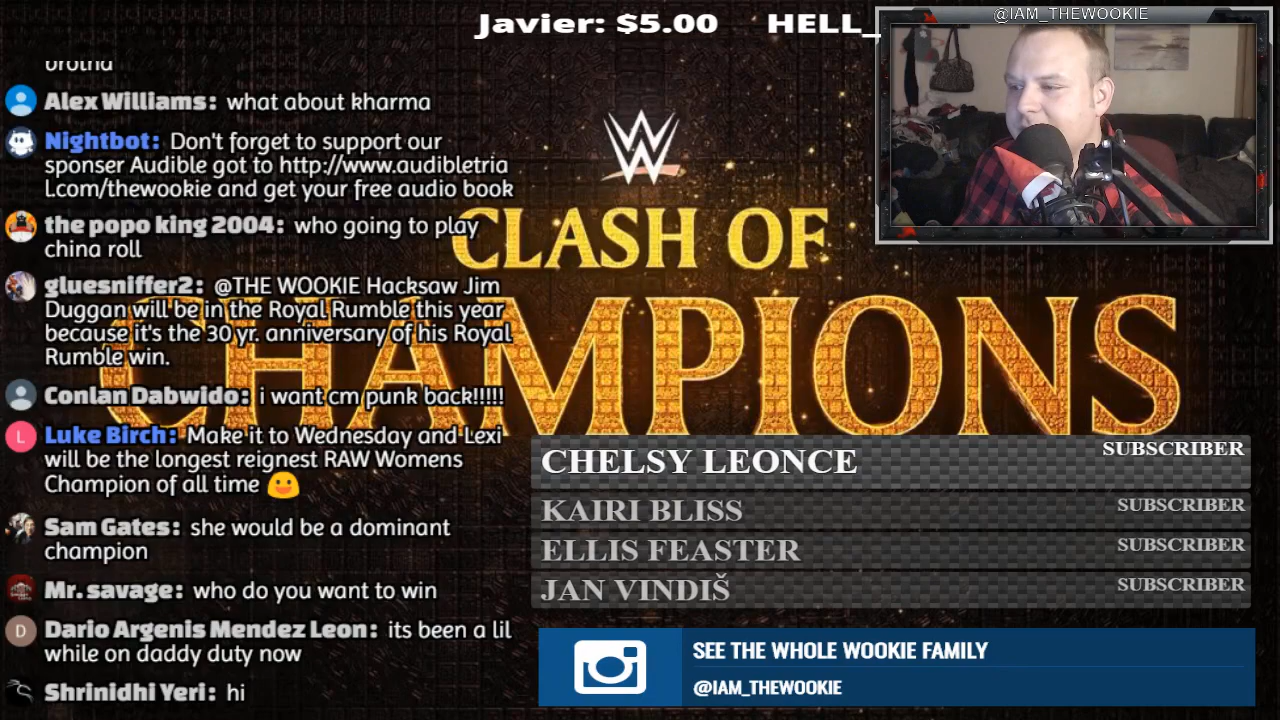 Javier: $5.00 HELL_
@IAM_THEWOOKIE
Alex Williams: what about kharma
Nightbot: Don't forget to support our
sponser Audible got to http://www.audibletria
l.com/thewookie and get your free audio book
the popo king 2004: who going to play
china roll
gluesniffer2: @THE WOOKIE Hacksaw Jim
Duggan will be in the Royal Rumble this year
because it's the 30 yr. anniversary of his Royal
Rumble win.
Conlan Dabwido: i want cm punk back!!!!!
L
Luke Birch: Make it to Wednesday and Lexi
will be the longest reignest RAW Womens
Champion of all time 😃
Sam Gates: she would be a dominant
champion
Mr. savage: who do you want to win
D
Dario Argenis Mendez Leon: its been a lil
while on daddy duty now
Shrinidhi Yeri: hi
W
CLASH OF
CHAMPIONS
CHELSY LEONCE SUBSCRIBER
KAIRI BLISS SUBSCRIBER
ELLIS FEASTER SUBSCRIBER
JAN VINDIŠ SUBSCRIBER
SEE THE WHOLE WOOKIE FAMILY
@IAM_THEWOOKIE